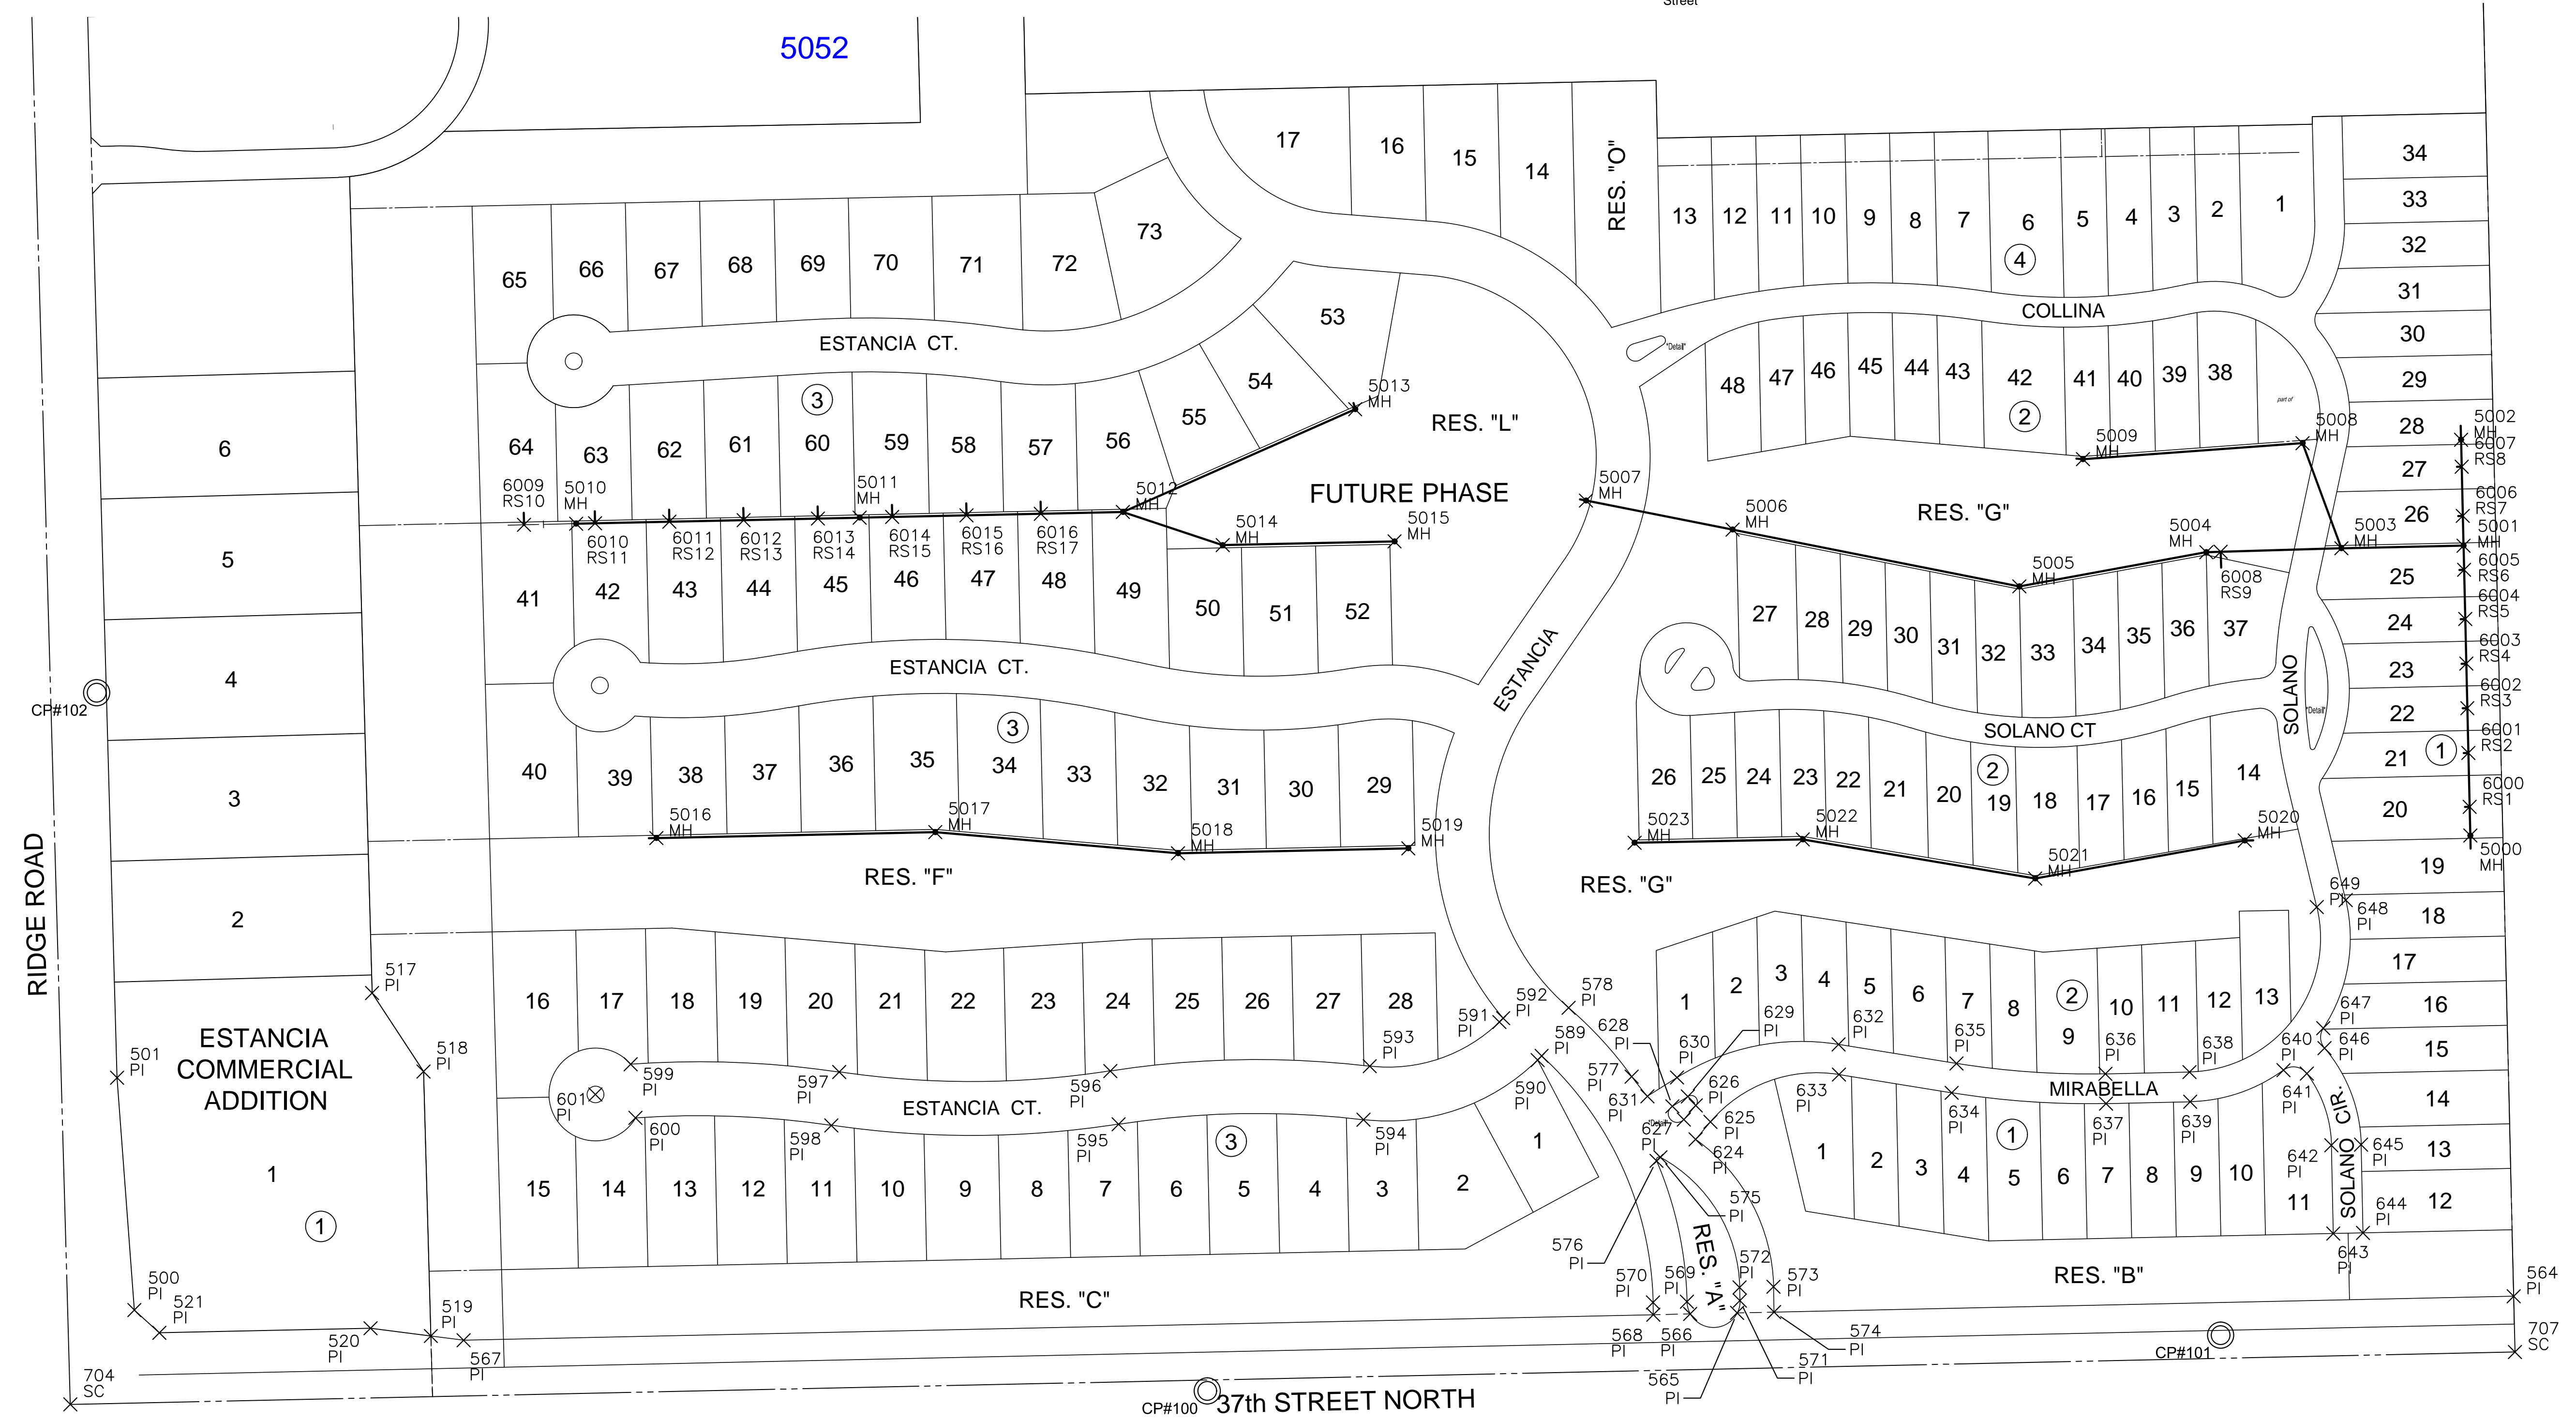 Street
5052
17
16
15
14
RES. "O"
13
12
11
10
9
8
7
6
5
4
3
2
1
4
34
33
32
31
30
29
28
27
26
25
24
23
22
21
1
20
19
18
17
16
15
14
13
12
65
66
67
68
69
70
71
72
73
ESTANCIA CT.
3
53
54
55
56
57
58
59
60
61
62
63
64
RES. "L"
FUTURE PHASE
COLLINA
"Detail"
48
47
46
45
44
43
42
41
40
39
38
2
part of
5013
MH
5009
MH
5008
MH
5002
MH
6007
RS8
6006
RS7
5001
MH
6005
RS6
6004
RS5
6003
RS4
6002
RS3
6001
RS2
6000
RS1
5000
MH
6009
RS10
5010
MH
5011
MH
5012
MH
5014
MH
5015
MH
5007
MH
5006
MH
5005
MH
5004
MH
5003
MH
6008
RS9
RES. "G"
6010
RS11
6011
RS12
6012
RS13
6013
RS14
6014
RS15
6015
RS16
6016
RS17
41
42
43
44
45
46
47
48
49
50
51
52
ESTANCIA CT.
ESTANCIA
27
28
29
30
31
32
33
34
35
36
37
SOLANO
"Detail"
SOLANO CT
6
5
4
3
2
CP#102
RIDGE ROAD
40
39
38
37
36
35
34
3
33
32
31
30
29
5016
MH
5017
MH
5018
MH
5019
MH
RES. "F"
26
25
24
23
22
21
20
2
19
18
17
16
15
14
5023
MH
5022
MH
5021
MH
5020
MH
RES. "G"
649
PI
648
PI
517
PI
518
PI
501
PI
ESTANCIA
COMMERCIAL
ADDITION
1
1
500
PI
521
PI
520
PI
519
PI
567
PI
704
SC
16
17
18
19
20
21
22
23
24
25
26
27
28
591
PI
592
PI
578
PI
589
PI
590
PI
593
PI
599
PI
597
PI
596
PI
601
PI
600
PI
598
PI
595
PI
594
PI
ESTANCIA CT.
3
15
14
13
12
11
10
9
8
7
6
5
4
3
2
1
RES. "C"
1
2
3
4
5
6
7
8
2
9
10
11
12
13
628
PI
629
PI
630
PI
632
PI
635
PI
636
PI
638
PI
640
PI
647
PI
646
PI
577
PI
631
PI
626
PI
625
PI
627
PI
624
PI
633
PI
634
PI
637
PI
639
PI
641
PI
642
PI
645
PI
644
PI
643
PI
MIRABELLA
SOLANO CIR.
1
2
3
4
1
5
6
7
8
9
10
11
575
PI
576
PI
570
PI
569
PI
572
PI
573
PI
RES. "A"
RES. "B"
564
PI
568
PI
566
PI
574
PI
571
PI
565
PI
707
SC
CP#101
CP#100
37th STREET NORTH